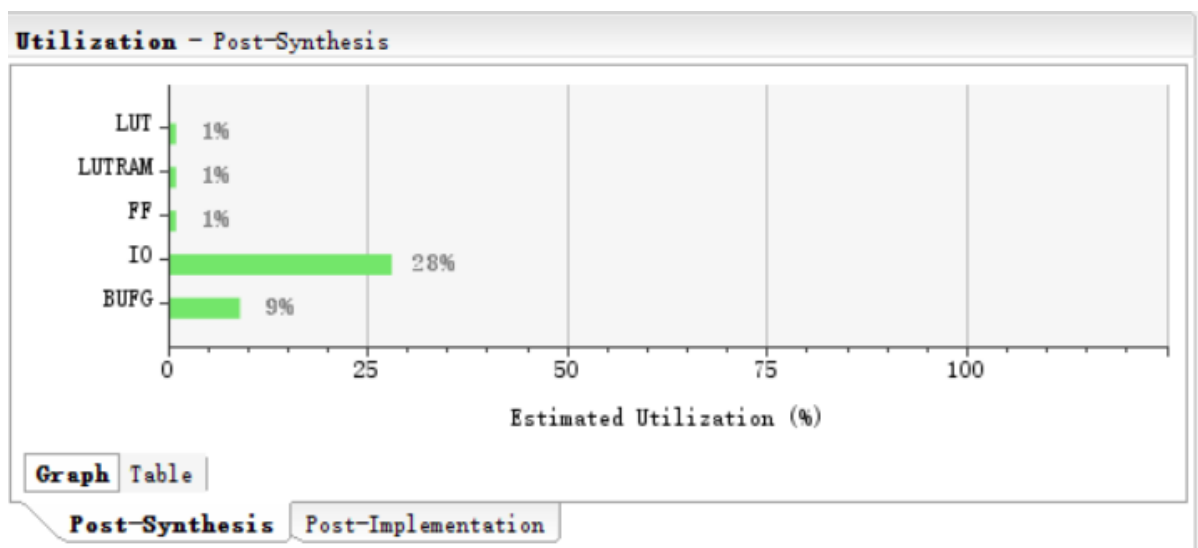 Utilization - Post-Synthesis
LUT 1%
LUTRAM 1%
FF 1%
IO 28%
BUFG 9%
0 25 50 75 100
Estimated Utilization (%)
Graph Table
Post-Synthesis Post-Implementation